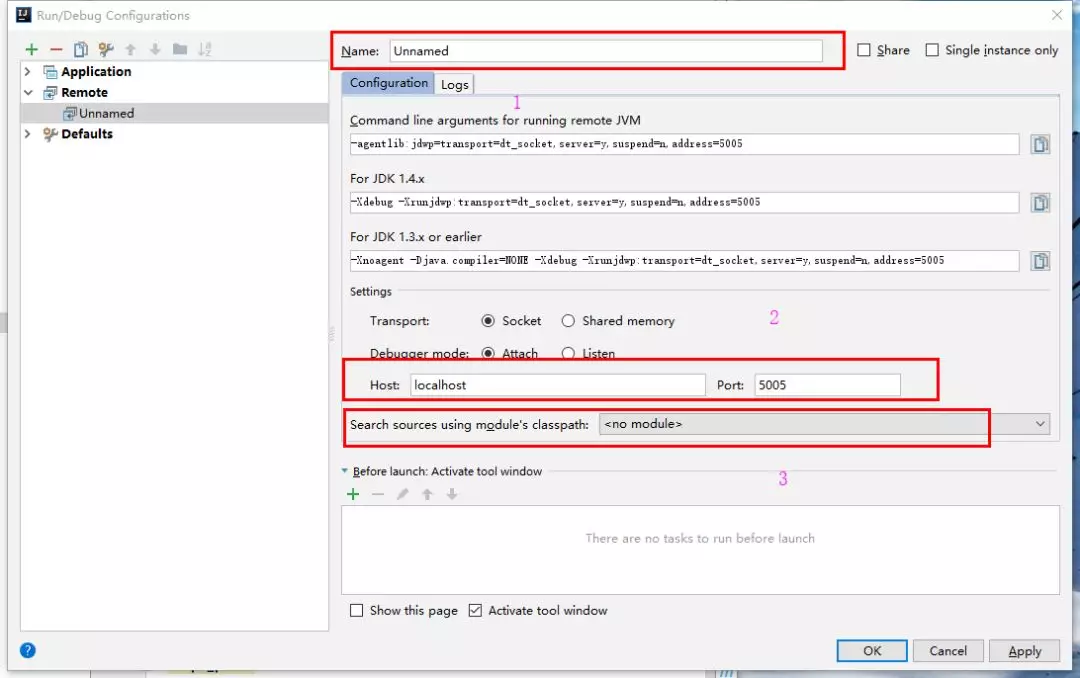 Run/Debug Configurations
Name: Unnamed Share Single instance only
Application
Remote
Unnamed
Defaults
Configuration Logs
1
Command line arguments for running remote JVM
-agentlib:jdwp=transport=dt_socket,server=y,suspend=n,address=5005
For JDK 1.4.x
-Xdebug -Xrunjdwp:transport=dt_socket,server=y,suspend=n,address=5005
For JDK 1.3.x or earlier
-Xnoagent -Djava.compiler=NONE -Xdebug -Xrunjdwp:transport=dt_socket,server=y,suspend=n,address=5005
Settings
Transport: Socket Shared memory 2
Debugger mode: Attach Listen
Host: localhost Port: 5005
Search sources using module's classpath: <no module>
Before launch: Activate tool window 3
There are no tasks to run before launch
Show this page Activate tool window
OK Cancel Apply